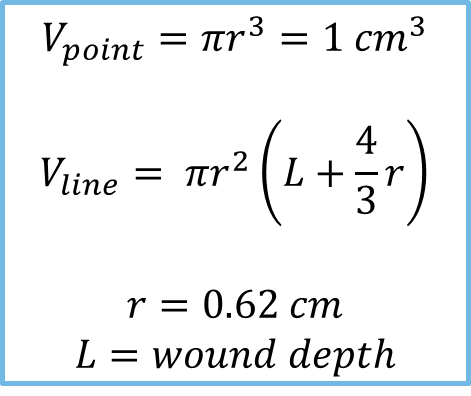 V_point = πr³ = 1 cm³
V_line = πr² (L + 4/3 r)
r = 0.62 cm
L = wound depth